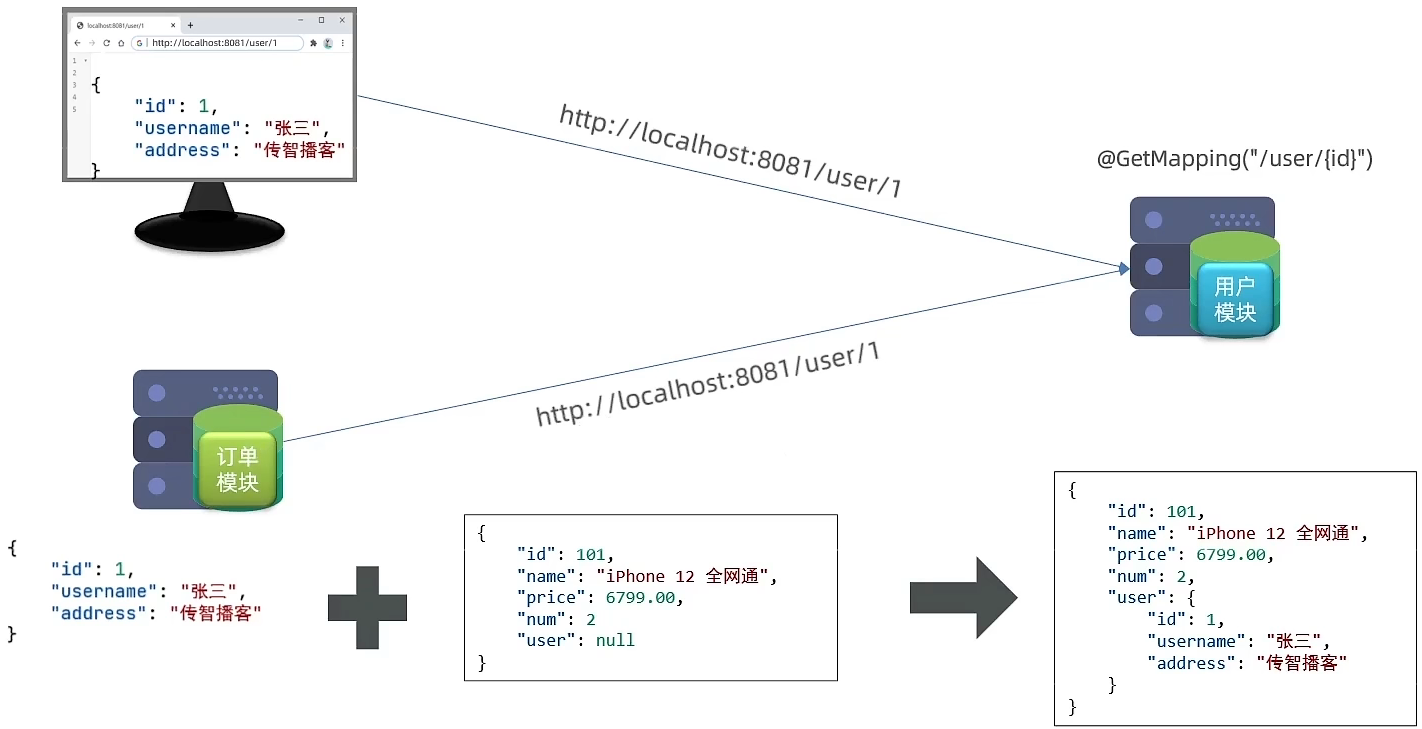 localhost:8081/user/1
http://localhost:8081/user/1
1
2
3
4
5
{
"id": 1,
"username": "张三",
"address": "传智播客"
}
http://localhost:8081/user/1
@GetMapping("/user/{id}")
用户
模块
http://localhost:8081/user/1
订单
模块
{
"id": 1,
"username": "张三",
"address": "传智播客"
}
{
"id": 101,
"name": "iPhone 12 全网通",
"price": 6799.00,
"num": 2
"user": null
}
{
"id": 101,
"name": "iPhone 12 全网通",
"price": 6799.00,
"num": 2,
"user": {
"id": 1,
"username": "张三",
"address": "传智播客"
}
}